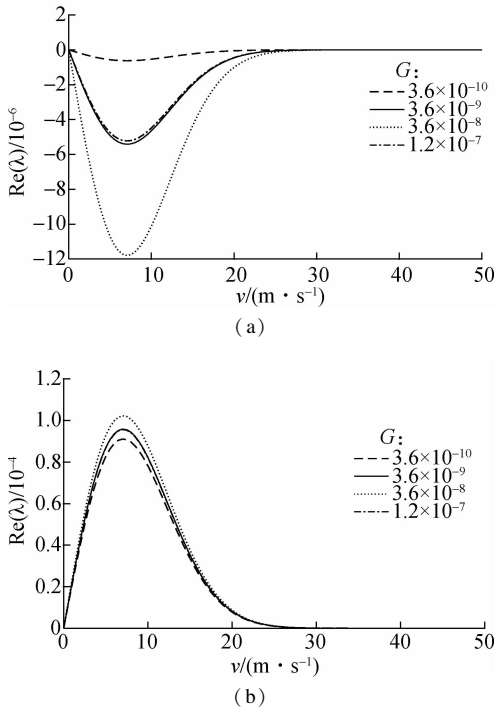 2
0
−2
−4
−6
−8
−10
−12
Re(λ)/10⁻⁶
G:
3.6×10⁻¹⁰
3.6×10⁻⁹
3.6×10⁻⁸
1.2×10⁻⁷
0 10 20 30 40 50
v/(m · s⁻¹)
(a)
1.2
1.0
0.8
0.6
0.4
0.2
0
Re(λ)/10⁻⁴
G:
3.6×10⁻¹⁰
3.6×10⁻⁹
3.6×10⁻⁸
1.2×10⁻⁷
0 10 20 30 40 50
v/(m · s⁻¹)
(b)